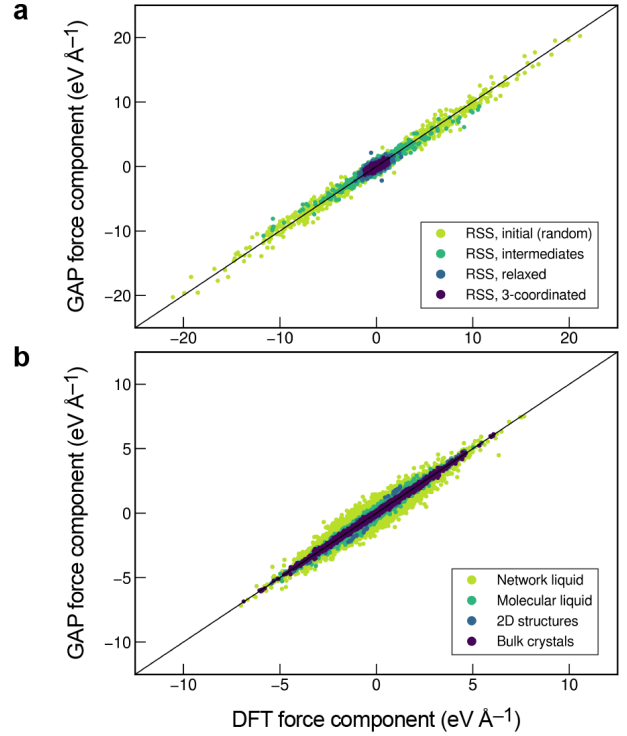 a
GAP force component (eV Å–1)
20
10
0
−10
−20
−20
−10
0
10
20
RSS, initial (random)
RSS, intermediates
RSS, relaxed
RSS, 3-coordinated
b
GAP force component (eV Å–1)
10
5
0
−5
−10
−10
−5
0
5
10
Network liquid
Molecular liquid
2D structures
Bulk crystals
DFT force component (eV Å–1)